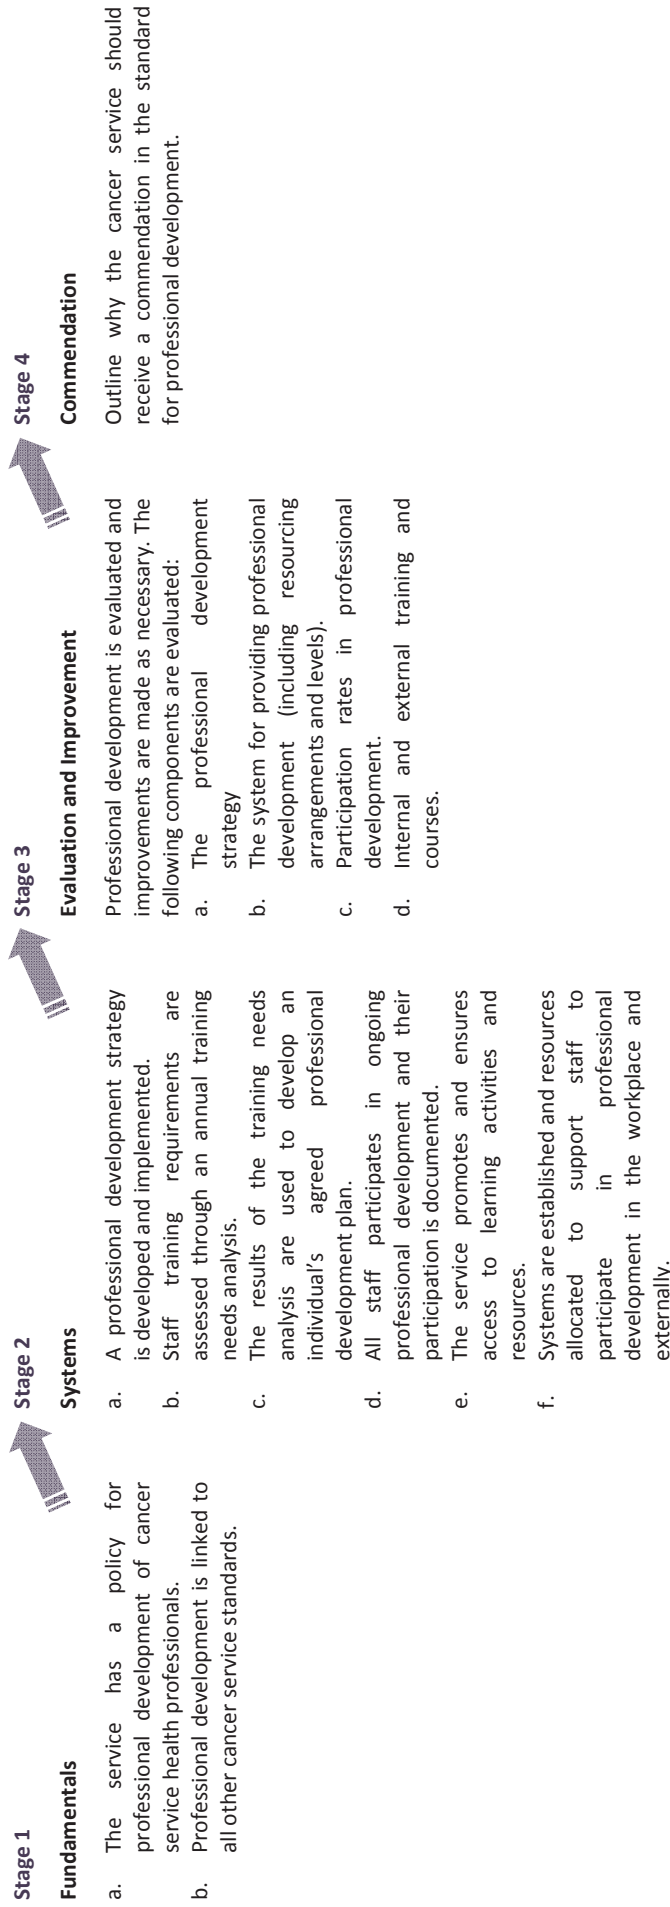 Stage 1
Fundamentals
a. The service has a policy for
professional development of cancer
service health professionals.
b. Professional development is linked to
all other cancer service standards.
Stage 2
Systems
a. A professional development strategy
is developed and implemented.
b. Staff training requirements are
assessed through an annual training
needs analysis.
c. The results of the training needs
analysis are used to develop an
individual's agreed professional
development plan.
d. All staff participates in ongoing
professional development and their
participation is documented.
e. The service promotes and ensures
access to learning activities and
resources.
f. Systems are established and resources
allocated to support staff to
participate in professional
development in the workplace and
externally.
Stage 3
Evaluation and Improvement
Professional development is evaluated and
improvements are made as necessary. The
following components are evaluated:
a. The professional development
strategy
b. The system for providing professional
development (including resourcing
arrangements and levels).
c. Participation rates in professional
development.
d. Internal and external training and
courses.
Stage 4
Commendation
Outline why the cancer service should
receive a commendation in the standard
for professional development.